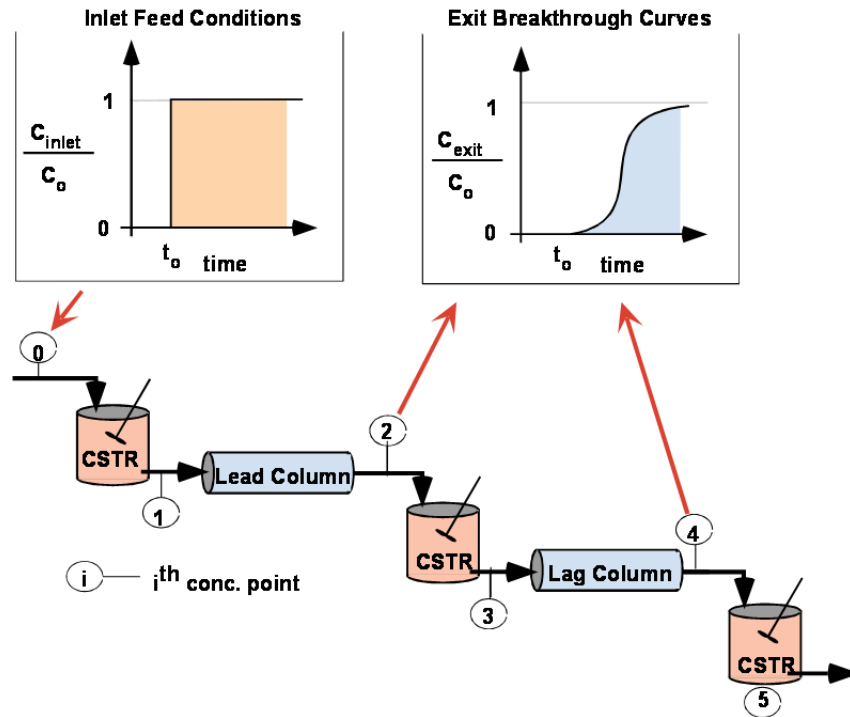 Inlet Feed Conditions
Exit Breakthrough Curves
1
C_inlet
C_o
0
t_o time
1
C_exit
C_o
0
t_o time
0
CSTR
1
Lead Column
2
CSTR
3
Lag Column
4
CSTR
5
i i^th conc. point